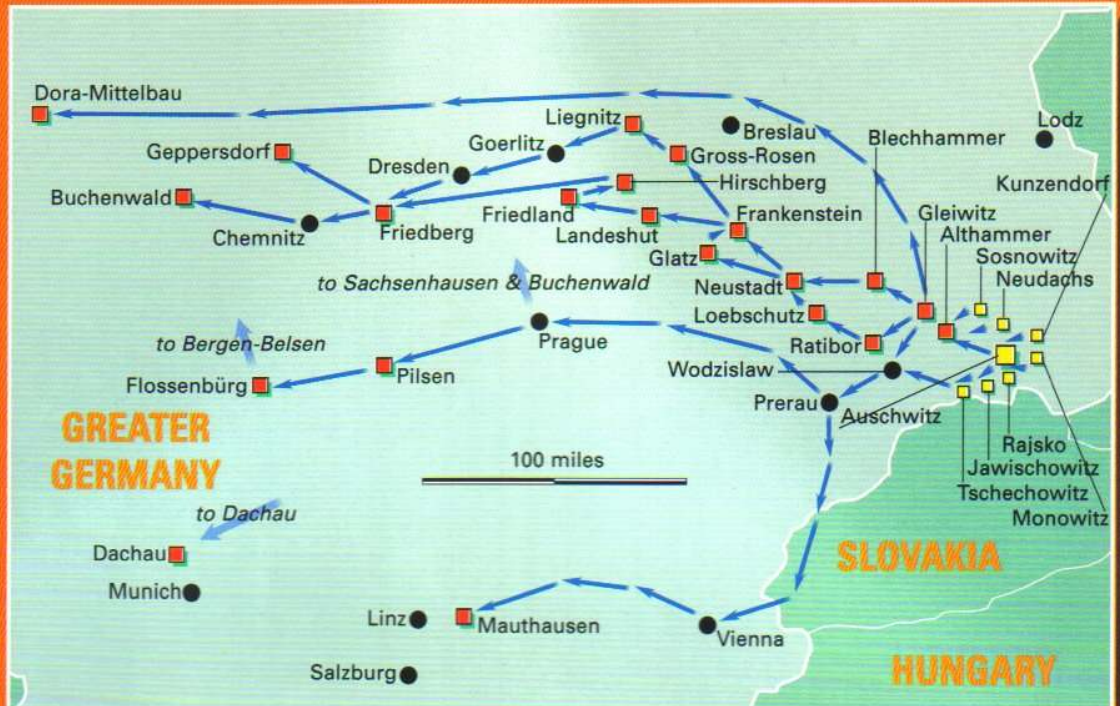 Dora-Mittelbau
Liegnitz
Breslau
Lodz
Blechhammer
Geppersdorf
Goerlitz
Gross-Rosen
Dresden
Hirschberg
Kunzendorf
Buchenwald
Friedland
Frankenstein
Gleiwitz
Chemnitz
Friedberg
Landeshut
Althammer
Glatz
Sosnowitz
to Sachsenhausen & Buchenwald
Neustadt
Neudachs
Loebschutz
to Bergen-Belsen
Prague
Ratibor
Flossenbürg
Pilsen
Wodzislaw
Prerau
Auschwitz
GREATER
GERMANY
100 miles
Rajsko
Jawischowitz
Tschechowitz
Monowitz
to Dachau
Dachau
SLOVAKIA
Munich
Linz
Mauthausen
Vienna
Salzburg
HUNGARY